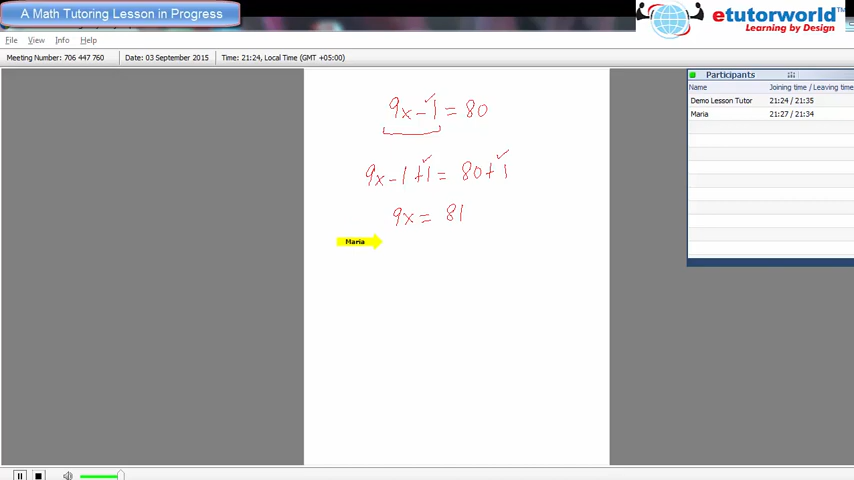 A Math Tutoring Lesson in Progress
etutorworld™
Learning by Design
File View Info Help
Meeting Number: 706 447 760 Date: 03 September 2015 Time: 21:24, Local Time (GMT +05:00)
Participants
Name Joining time / Leaving time
Demo Lesson Tutor 21:24 / 21:35
Maria 21:27 / 21:34
9x - 1 = 80
9x - 1 + 1 = 80 + 1
9x = 81
Maria